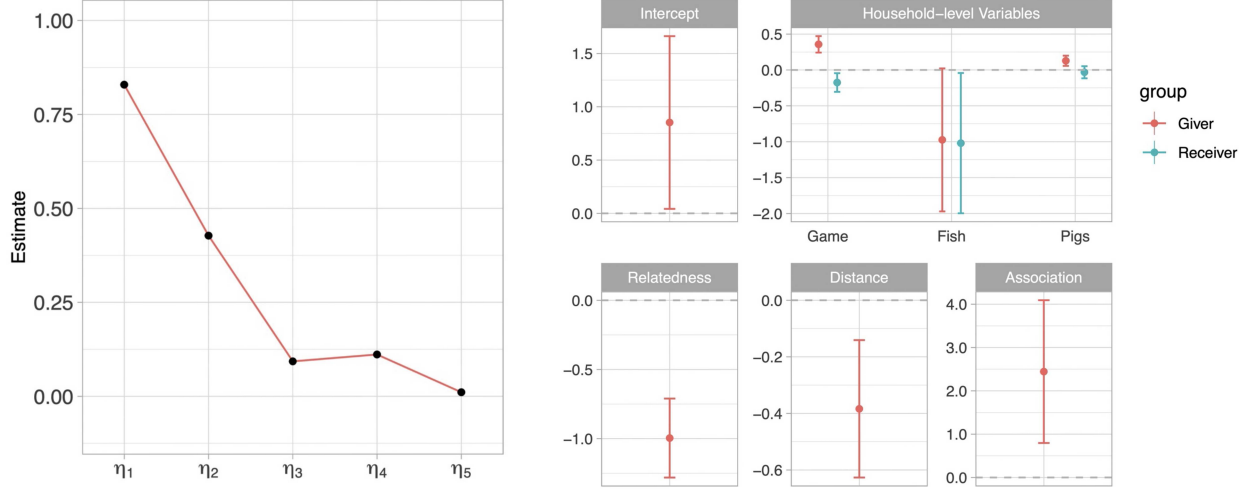 Estimate
1.00
0.75
0.50
0.25
0.00
η1 η2 η3 η4 η5
Intercept
1.5
1.0
0.5
0.0
Household−level Variables
0.5
0.0
−0.5
−1.0
−1.5
−2.0
Game Fish Pigs
group
Giver
Receiver
Relatedness
0.0
−0.5
−1.0
Distance
0.0
−0.2
−0.4
−0.6
Association
4.0
3.0
2.0
1.0
0.0